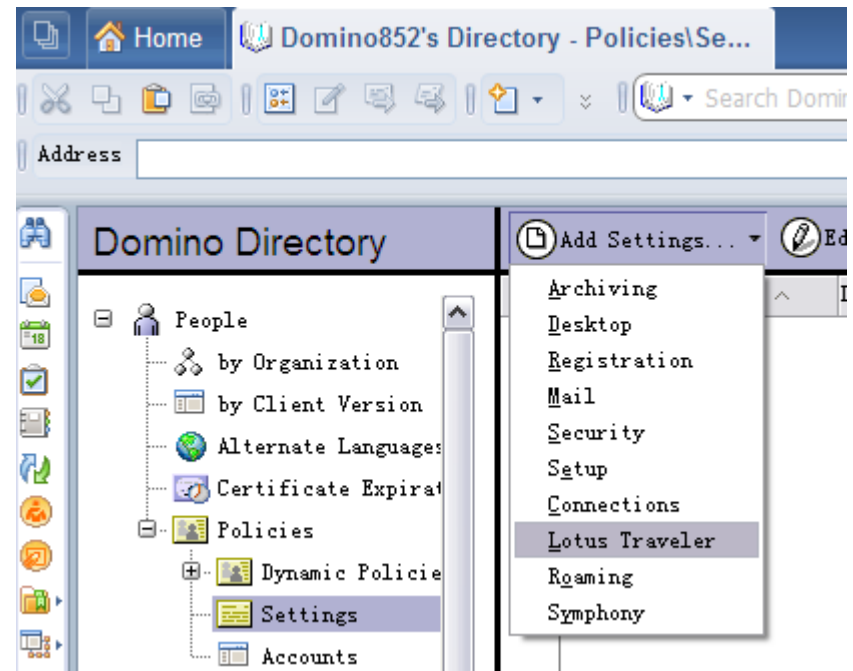 Home
Domino852's Directory - Policies\Se...
Search Domin
Address
Domino Directory
Add Settings...
Ed
People
by Organization
by Client Version
Alternate Languages
Certificate Expirat
Policies
Dynamic Policie
Settings
Accounts
Archiving
Desktop
Registration
Mail
Security
Setup
Connections
Lotus Traveler
Roaming
Symphony
18